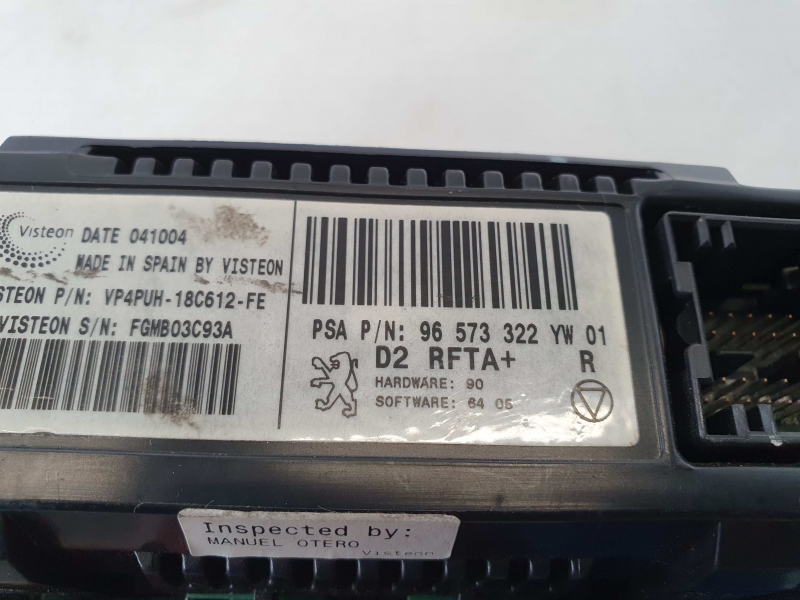 Visteon DATE 041004
MADE IN SPAIN BY VISTEON
STEON P/N: VP4PUH-18C612-FE
VISTEON S/N: FGMB03C93A
PSA P/N: 96 573 322 YW 01
D2 RFTA+ R
HARDWARE: 90
SOFTWARE: 64 05
Inspected by:
MANUEL OTERO
Visteon